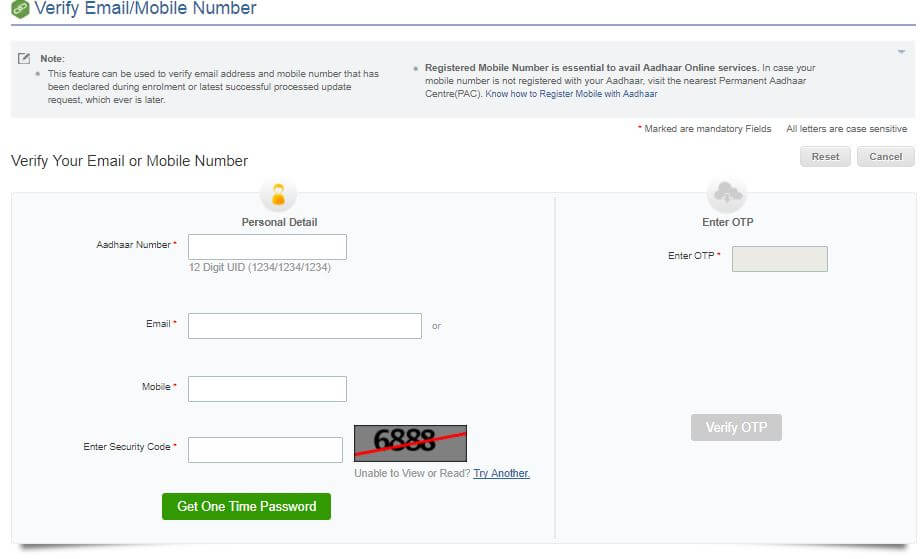 Verify Email/Mobile Number
Note:
This feature can be used to verify email address and mobile number that has
been declared during enrolment or latest successful processed update
request, which ever is later.
Registered Mobile Number is essential to avail Aadhaar Online services. In case your
mobile number is not registered with your Aadhaar, visit the nearest Permanent Aadhaar
Centre(PAC). Know how to Register Mobile with Aadhaar
* Marked are mandatory Fields All letters are case sensitive
Verify Your Email or Mobile Number
Reset Cancel
Personal Detail
Aadhaar Number *
12 Digit UID (1234/1234/1234)
Email * or
Mobile *
Enter Security Code * 6888
Unable to View or Read? Try Another.
Get One Time Password
Enter OTP
Enter OTP *
Verify OTP